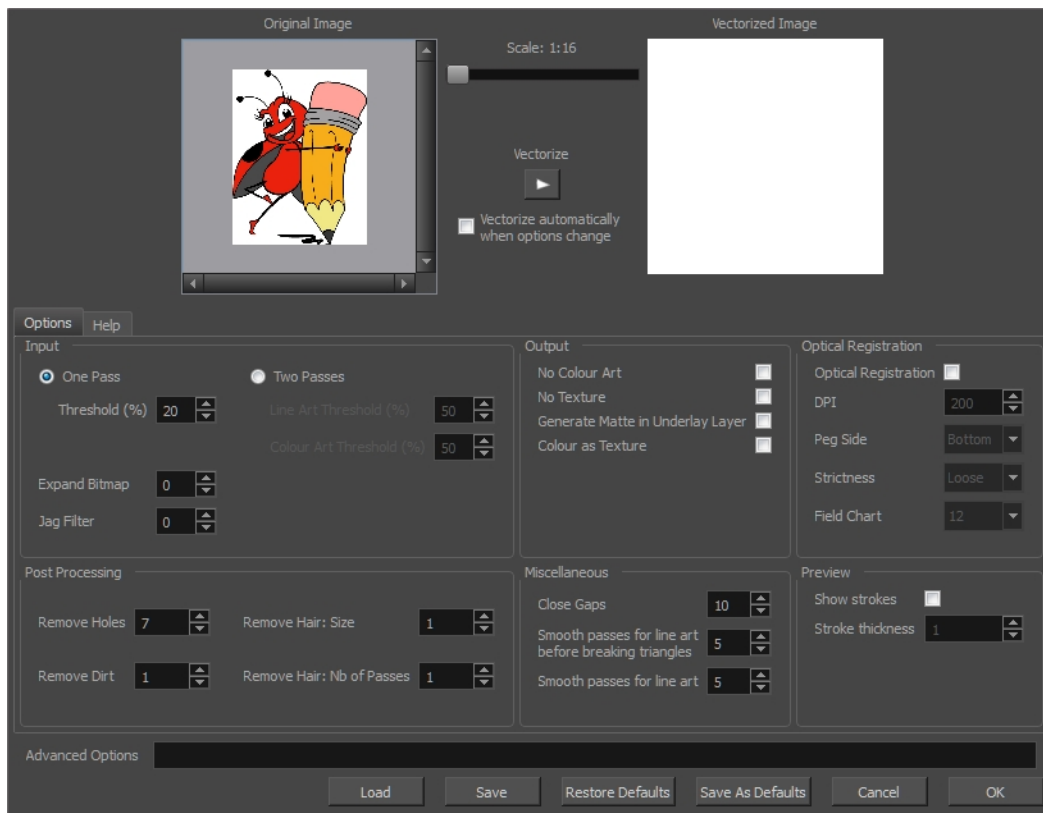 Original Image
Vectorized Image
Scale: 1:16
Vectorize
Vectorize automatically
when options change
Options
Help
Input
One Pass
Two Passes
Threshold (%) 20
Line Art Threshold (%) 50
Colour Art Threshold (%) 50
Expand Bitmap 0
Jag Filter 0
Output
No Colour Art
No Texture
Generate Matte in Underlay Layer
Colour as Texture
Optical Registration
Optical Registration
DPI 200
Peg Side Bottom
Strictness Loose
Field Chart 12
Post Processing
Remove Holes 7
Remove Hair: Size 1
Remove Dirt 1
Remove Hair: Nb of Passes 1
Miscellaneous
Close Gaps 10
Smooth passes for line art
before breaking triangles 5
Smooth passes for line art 5
Preview
Show strokes
Stroke thickness 1
Advanced Options
Load
Save
Restore Defaults
Save As Defaults
Cancel
OK